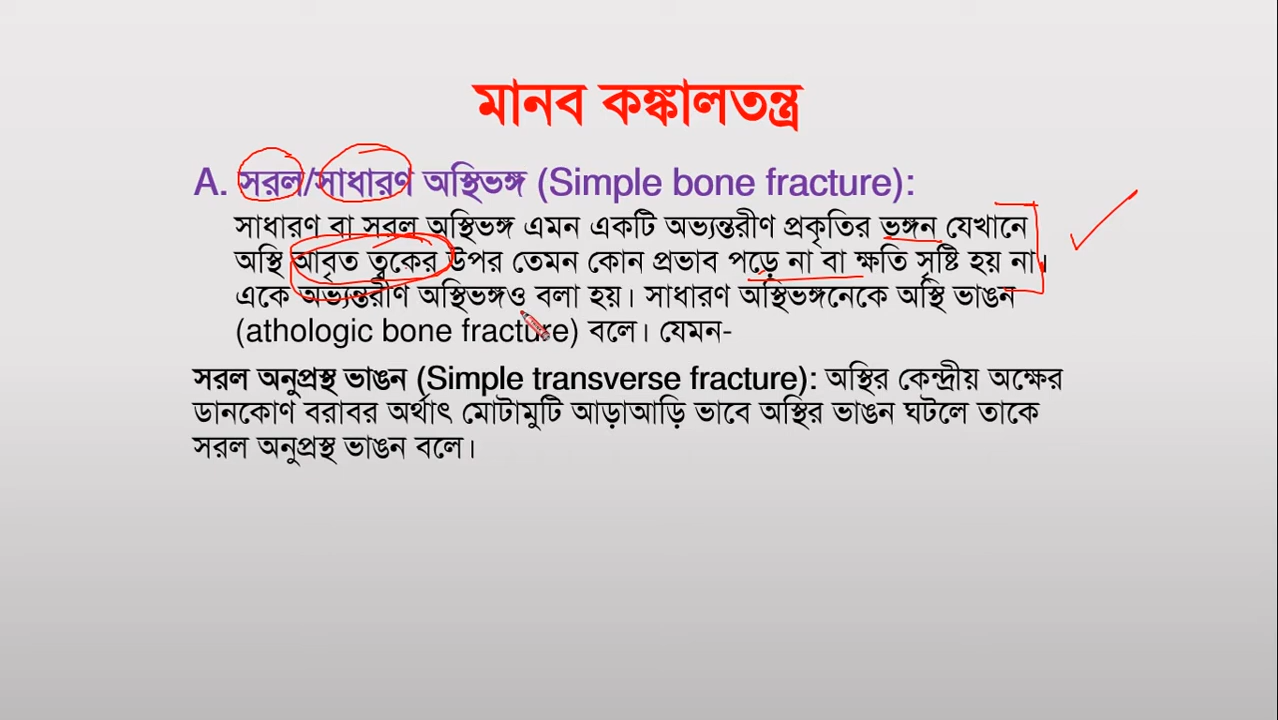 মানব কঙ্কালতন্ত্র
A. সরল/সাধারণ অস্থিভঙ্গ (Simple bone fracture):
সাধারণ বা সরল অস্থিভঙ্গ এমন একটি অভ্যন্তরীণ প্রকৃতির ভঙ্গন যেখানে
অস্থি আবৃত ত্বকের উপর তেমন কোন প্রভাব পড়ে না বা ক্ষতি সৃষ্টি হয় না।
একে অভ্যন্তরীণ অস্থিভঙ্গও বলা হয়। সাধারণ অস্থিভঙ্গনেকে অস্থি ভাঙন
(athologic bone fracture) বলে। যেমন-
সরল অনুপ্রস্থ ভাঙন (Simple transverse fracture): অস্থির কেন্দ্রীয় অক্ষের
ডানকোণ বরাবর অর্থাৎ মোটামুটি আড়াআড়ি ভাবে অস্থির ভাঙন ঘটলে তাকে
সরল অনুপ্রস্থ ভাঙন বলে।